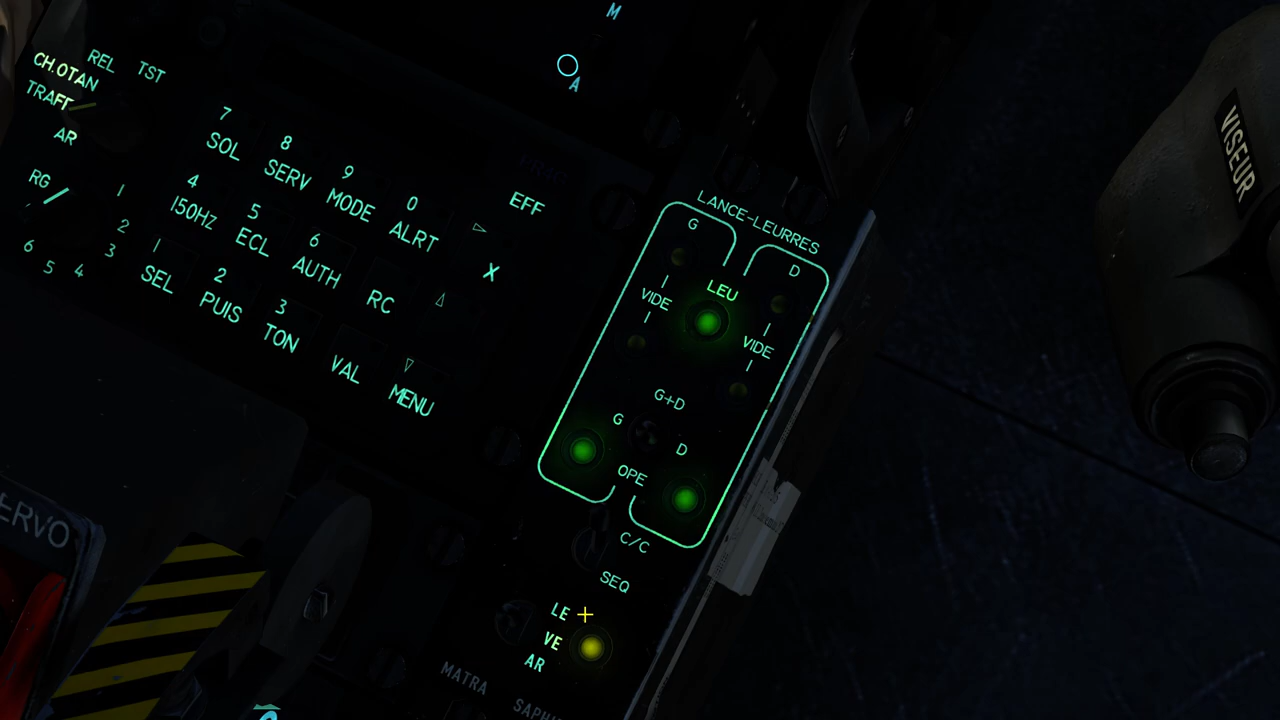 M
A
REL TST
CH.OTAN
TRAFT
AR
RG
1
2
3
4
5
6
7
SOL
8
SERV
9
MODE
0
ALRT
EFF
4
150HZ
5
ECL
6
AUTH
RC
X
1
SEL
2
PUIS
3
TON
VAL
MENU
LANCE-LEURRES
G
D
LEU
VIDE
VIDE
G+D
G
D
OPE
C/C
SEQ
LE
VE
AR
MATRA
VISEUR